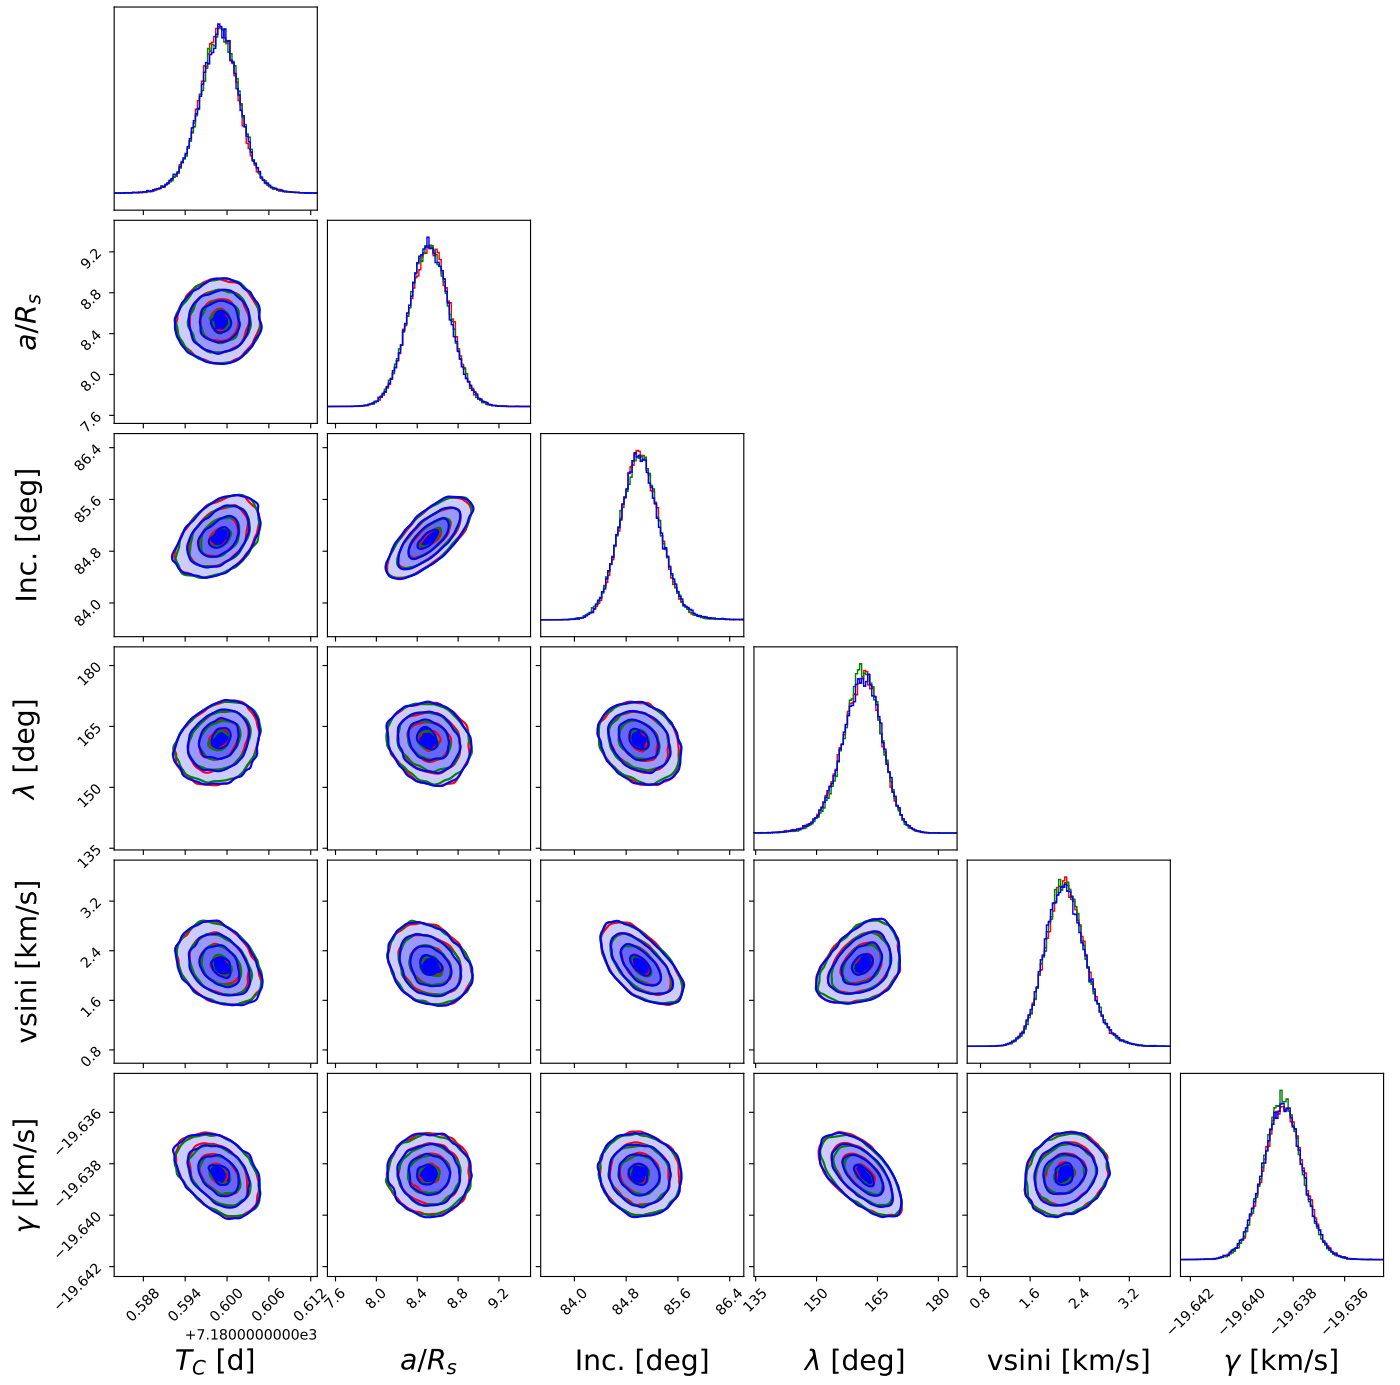 9.2
8.8
8.4
8.0
7.6
a/Rₛ
86.4
85.6
84.8
84.0
Inc. [deg]
180
165
150
135
λ [deg]
3.2
2.4
1.6
0.8
vsini [km/s]
−19.636
−19.638
−19.640
−19.642
γ [km/s]
0.588 0.594 0.600 0.606 0.612
+7.1800000000e3
T_C [d]
7.6 8.0 8.4 8.8 9.2
a/Rₛ
84.0 84.8 85.6 86.4
Inc. [deg]
135 150 165 180
λ [deg]
0.8 1.6 2.4 3.2
vsini [km/s]
−19.642 −19.640 −19.638 −19.636
γ [km/s]